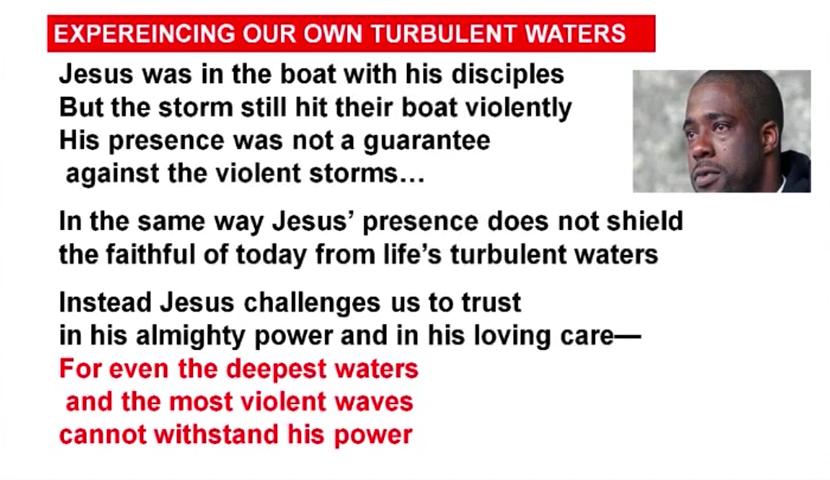 EXPEREINCING OUR OWN TURBULENT WATERS
Jesus was in the boat with his disciples
But the storm still hit their boat violently
His presence was not a guarantee
against the violent storms...
In the same way Jesus' presence does not shield
the faithful of today from life's turbulent waters
Instead Jesus challenges us to trust
in his almighty power and in his loving care—
For even the deepest waters
and the most violent waves
cannot withstand his power